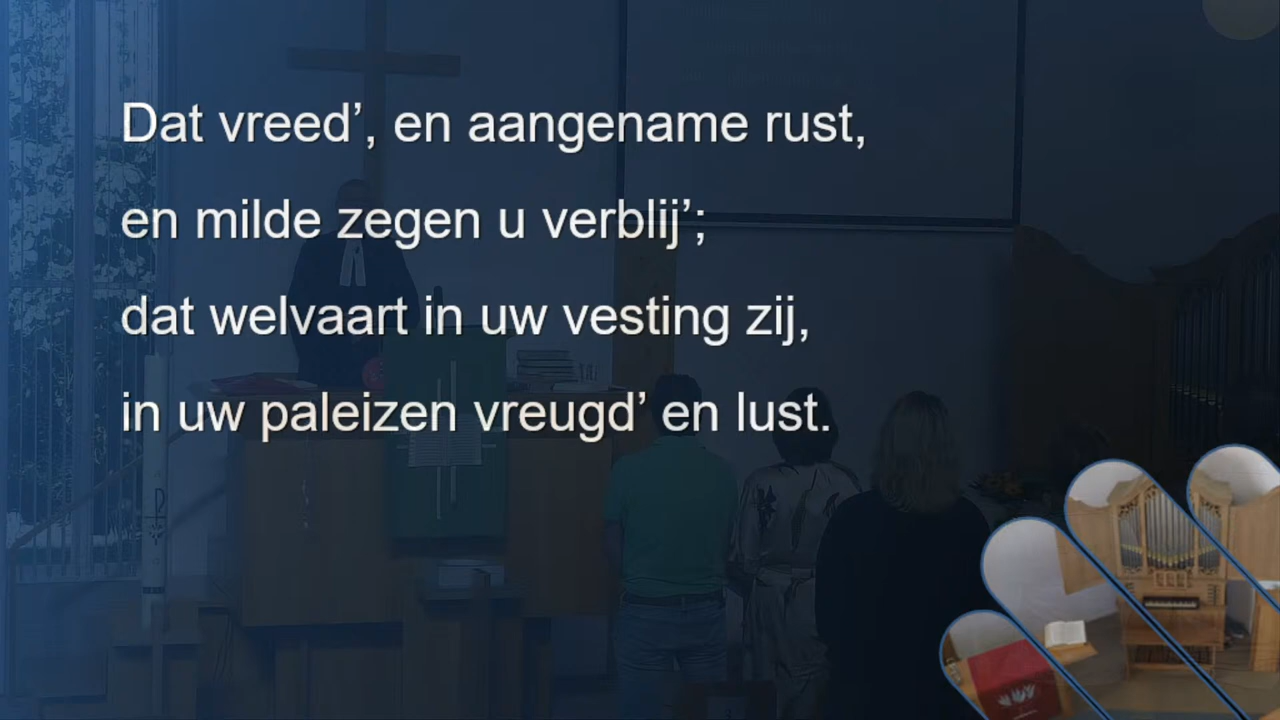 Dat vreed’, en aangename rust,
en milde zegen u verblij’;
dat welvaart in uw vesting zij,
in uw paleizen vreugd’ en lust.